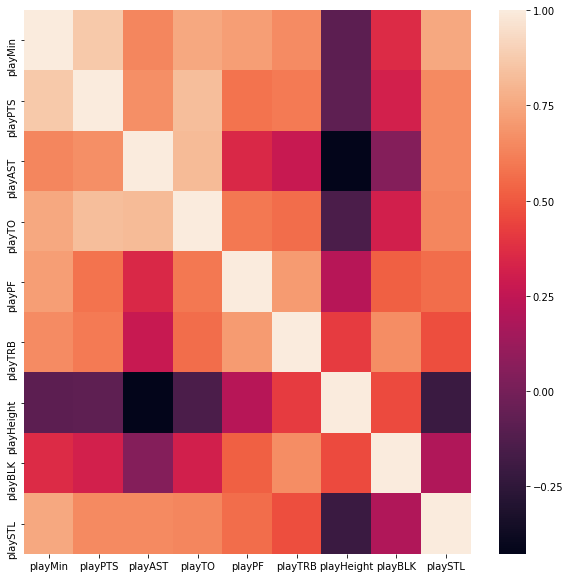 playMin
playPTS
playAST
playTO
playPF
playTRB
playHeight
playBLK
playSTL
playMin playPTS playAST playTO playPF playTRB playHeight playBLK playSTL
1.00
0.75
0.50
0.25
0.00
−0.25